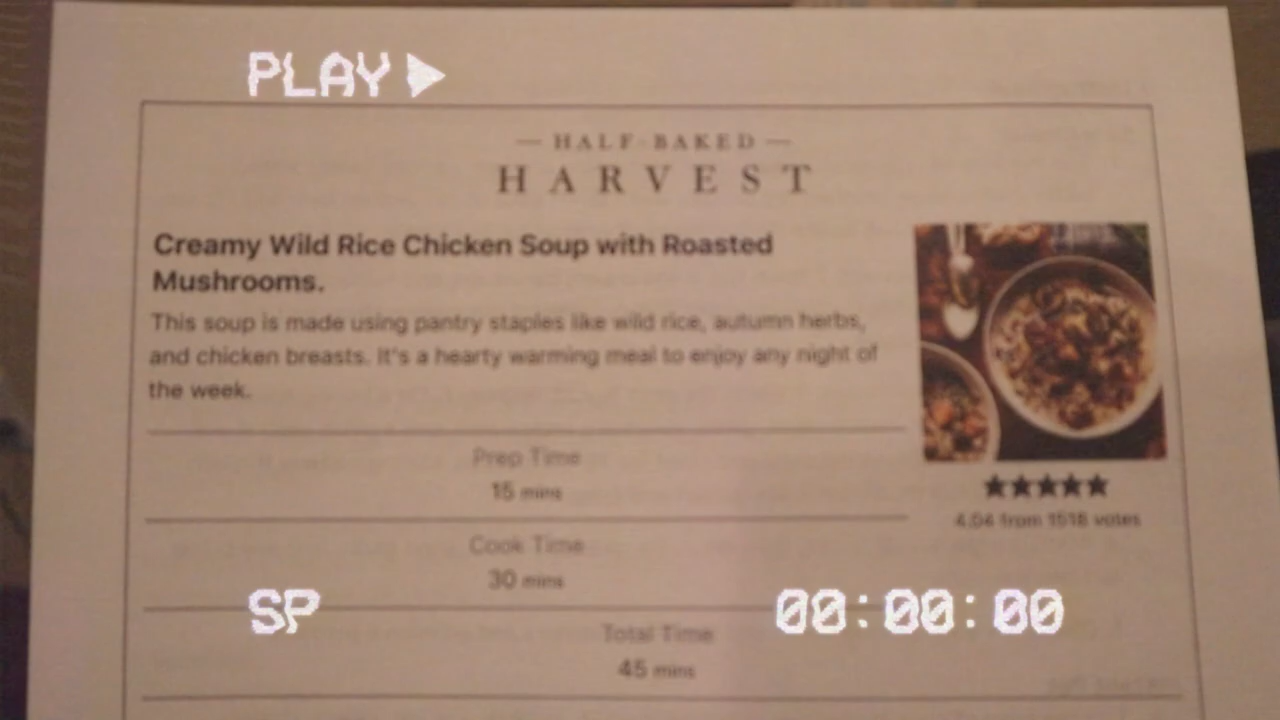 PLAY
HALF BAKED
HARVEST
Creamy Wild Rice Chicken Soup with Roasted
Mushrooms.
This soup is made using pantry staples like wild rice, autumn herbs,
and chicken breasts. It's a hearty warming meal to enjoy any night of
the week.
Prep Time
15 mins
4.04 from 1518 votes
Cook Time
30 mins
SP
00:00:00
Total Time
45 mins